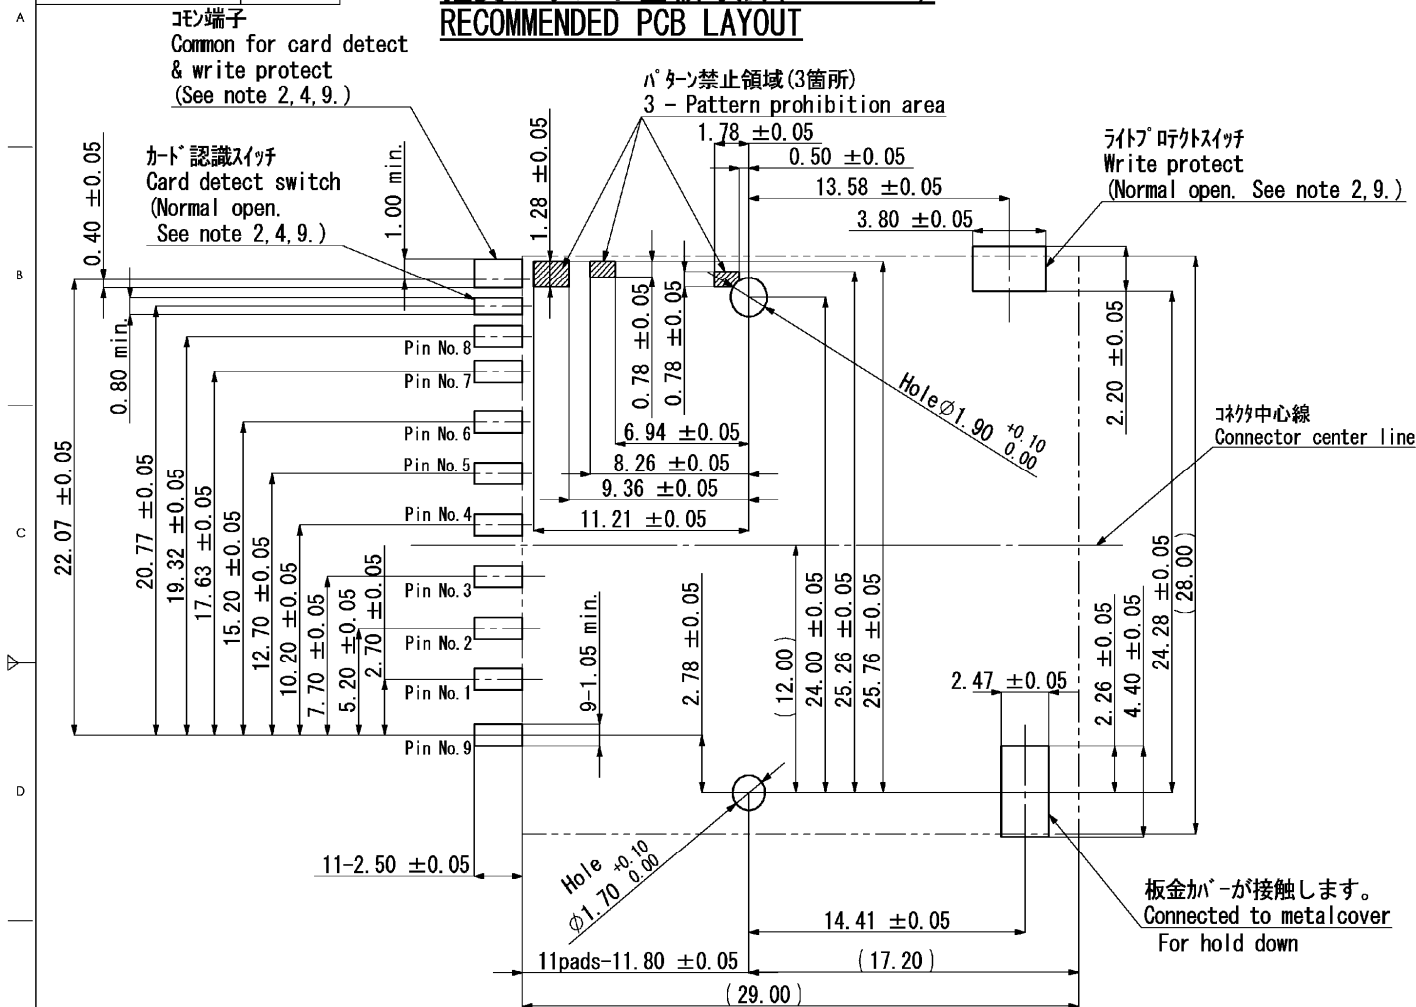 RECOMMENDED PCB LAYOUT
A
B
C
D
コモン端子
Common for card detect
& write protect
(See note 2,4,9.)
カード認識スイッチ
Card detect switch
(Normal open.
See note 2,4,9.)
パターン禁止領域(3箇所)
3 - Pattern prohibition area
ライトプロテクトスイッチ
Write protect
(Normal open. See note 2,9.)
コネクタ中心線
Connector center line
板金カバーが接触します。
Connected to metalcover
For hold down
0.40 ±0.05
1.00 min.
1.28 ±0.05
1.78 ±0.05
0.50 ±0.05
13.58 ±0.05
3.80 ±0.05
2.20 ±0.05
0.80 min.
0.78 ±0.05
0.78 ±0.05
Hole φ1.90 +0.10 0.00
6.94 ±0.05
8.26 ±0.05
9.36 ±0.05
11.21 ±0.05
Pin No.8
Pin No.7
Pin No.6
Pin No.5
Pin No.4
Pin No.3
Pin No.2
Pin No.1
Pin No.9
22.07 ±0.05
20.77 ±0.05
19.32 ±0.05
17.63 ±0.05
15.20 ±0.05
12.70 ±0.05
10.20 ±0.05
7.70 ±0.05
5.20 ±0.05
2.70 ±0.05
9-1.05 min.
2.78 ±0.05
(12.00)
24.00 ±0.05
25.26 ±0.05
25.76 ±0.05
2.47 ±0.05
2.26 ±0.05
4.40 ±0.05
24.28 ±0.05
(28.00)
11-2.50 ±0.05
Hole φ1.70 +0.10 0.00
14.41 ±0.05
11pads-11.80 ±0.05
(17.20)
(29.00)